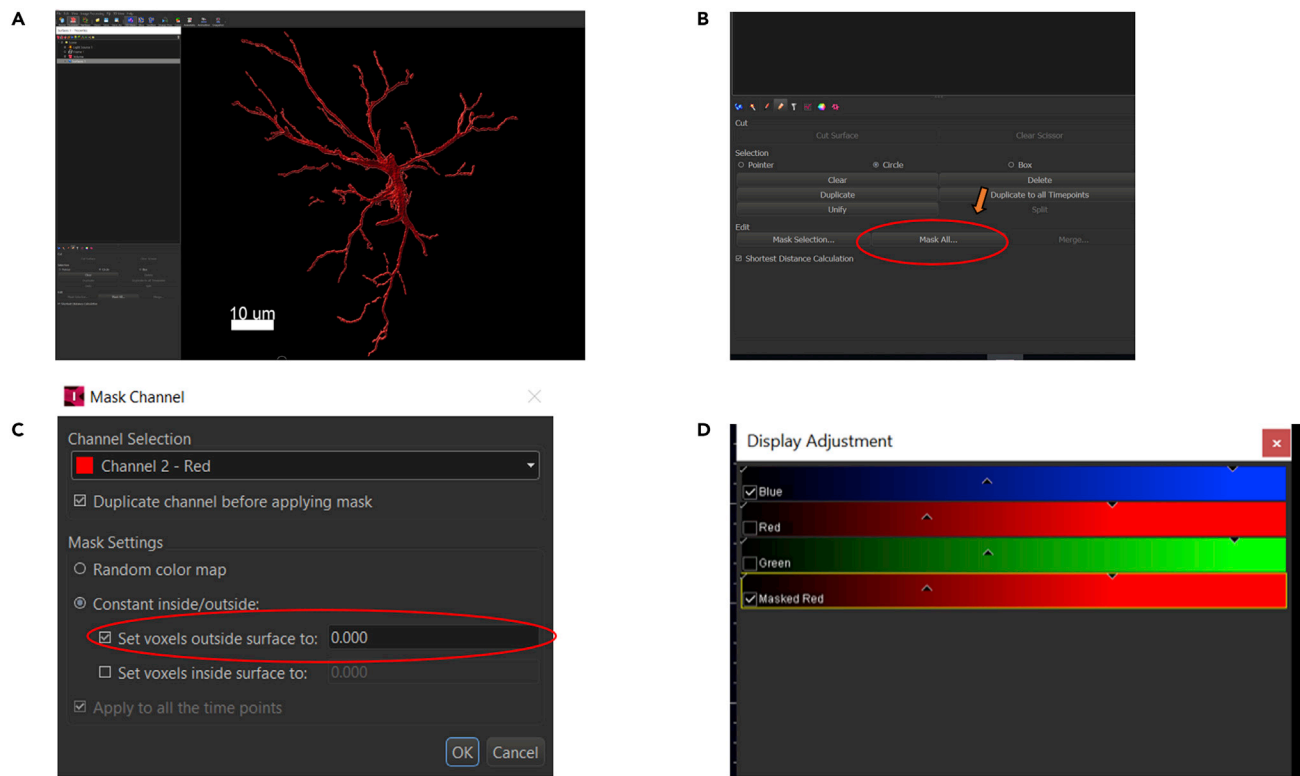 A
10 um
B
Cut
Cut Surface Clear Scissor
Selection
Pointer Circle Box
Clear Delete
Duplicate Duplicate to all Timepoints
Unify Split
Edit
Mask Selection... Mask All... Merge...
Shortest Distance Calculation
C
Mask Channel
Channel Selection
Channel 2 - Red
Duplicate channel before applying mask
Mask Settings
Random color map
Constant inside/outside:
Set voxels outside surface to: 0.000
Set voxels inside surface to: 0.000
Apply to all the time points
OK Cancel
D
Display Adjustment
Blue
Red
Green
Masked Red